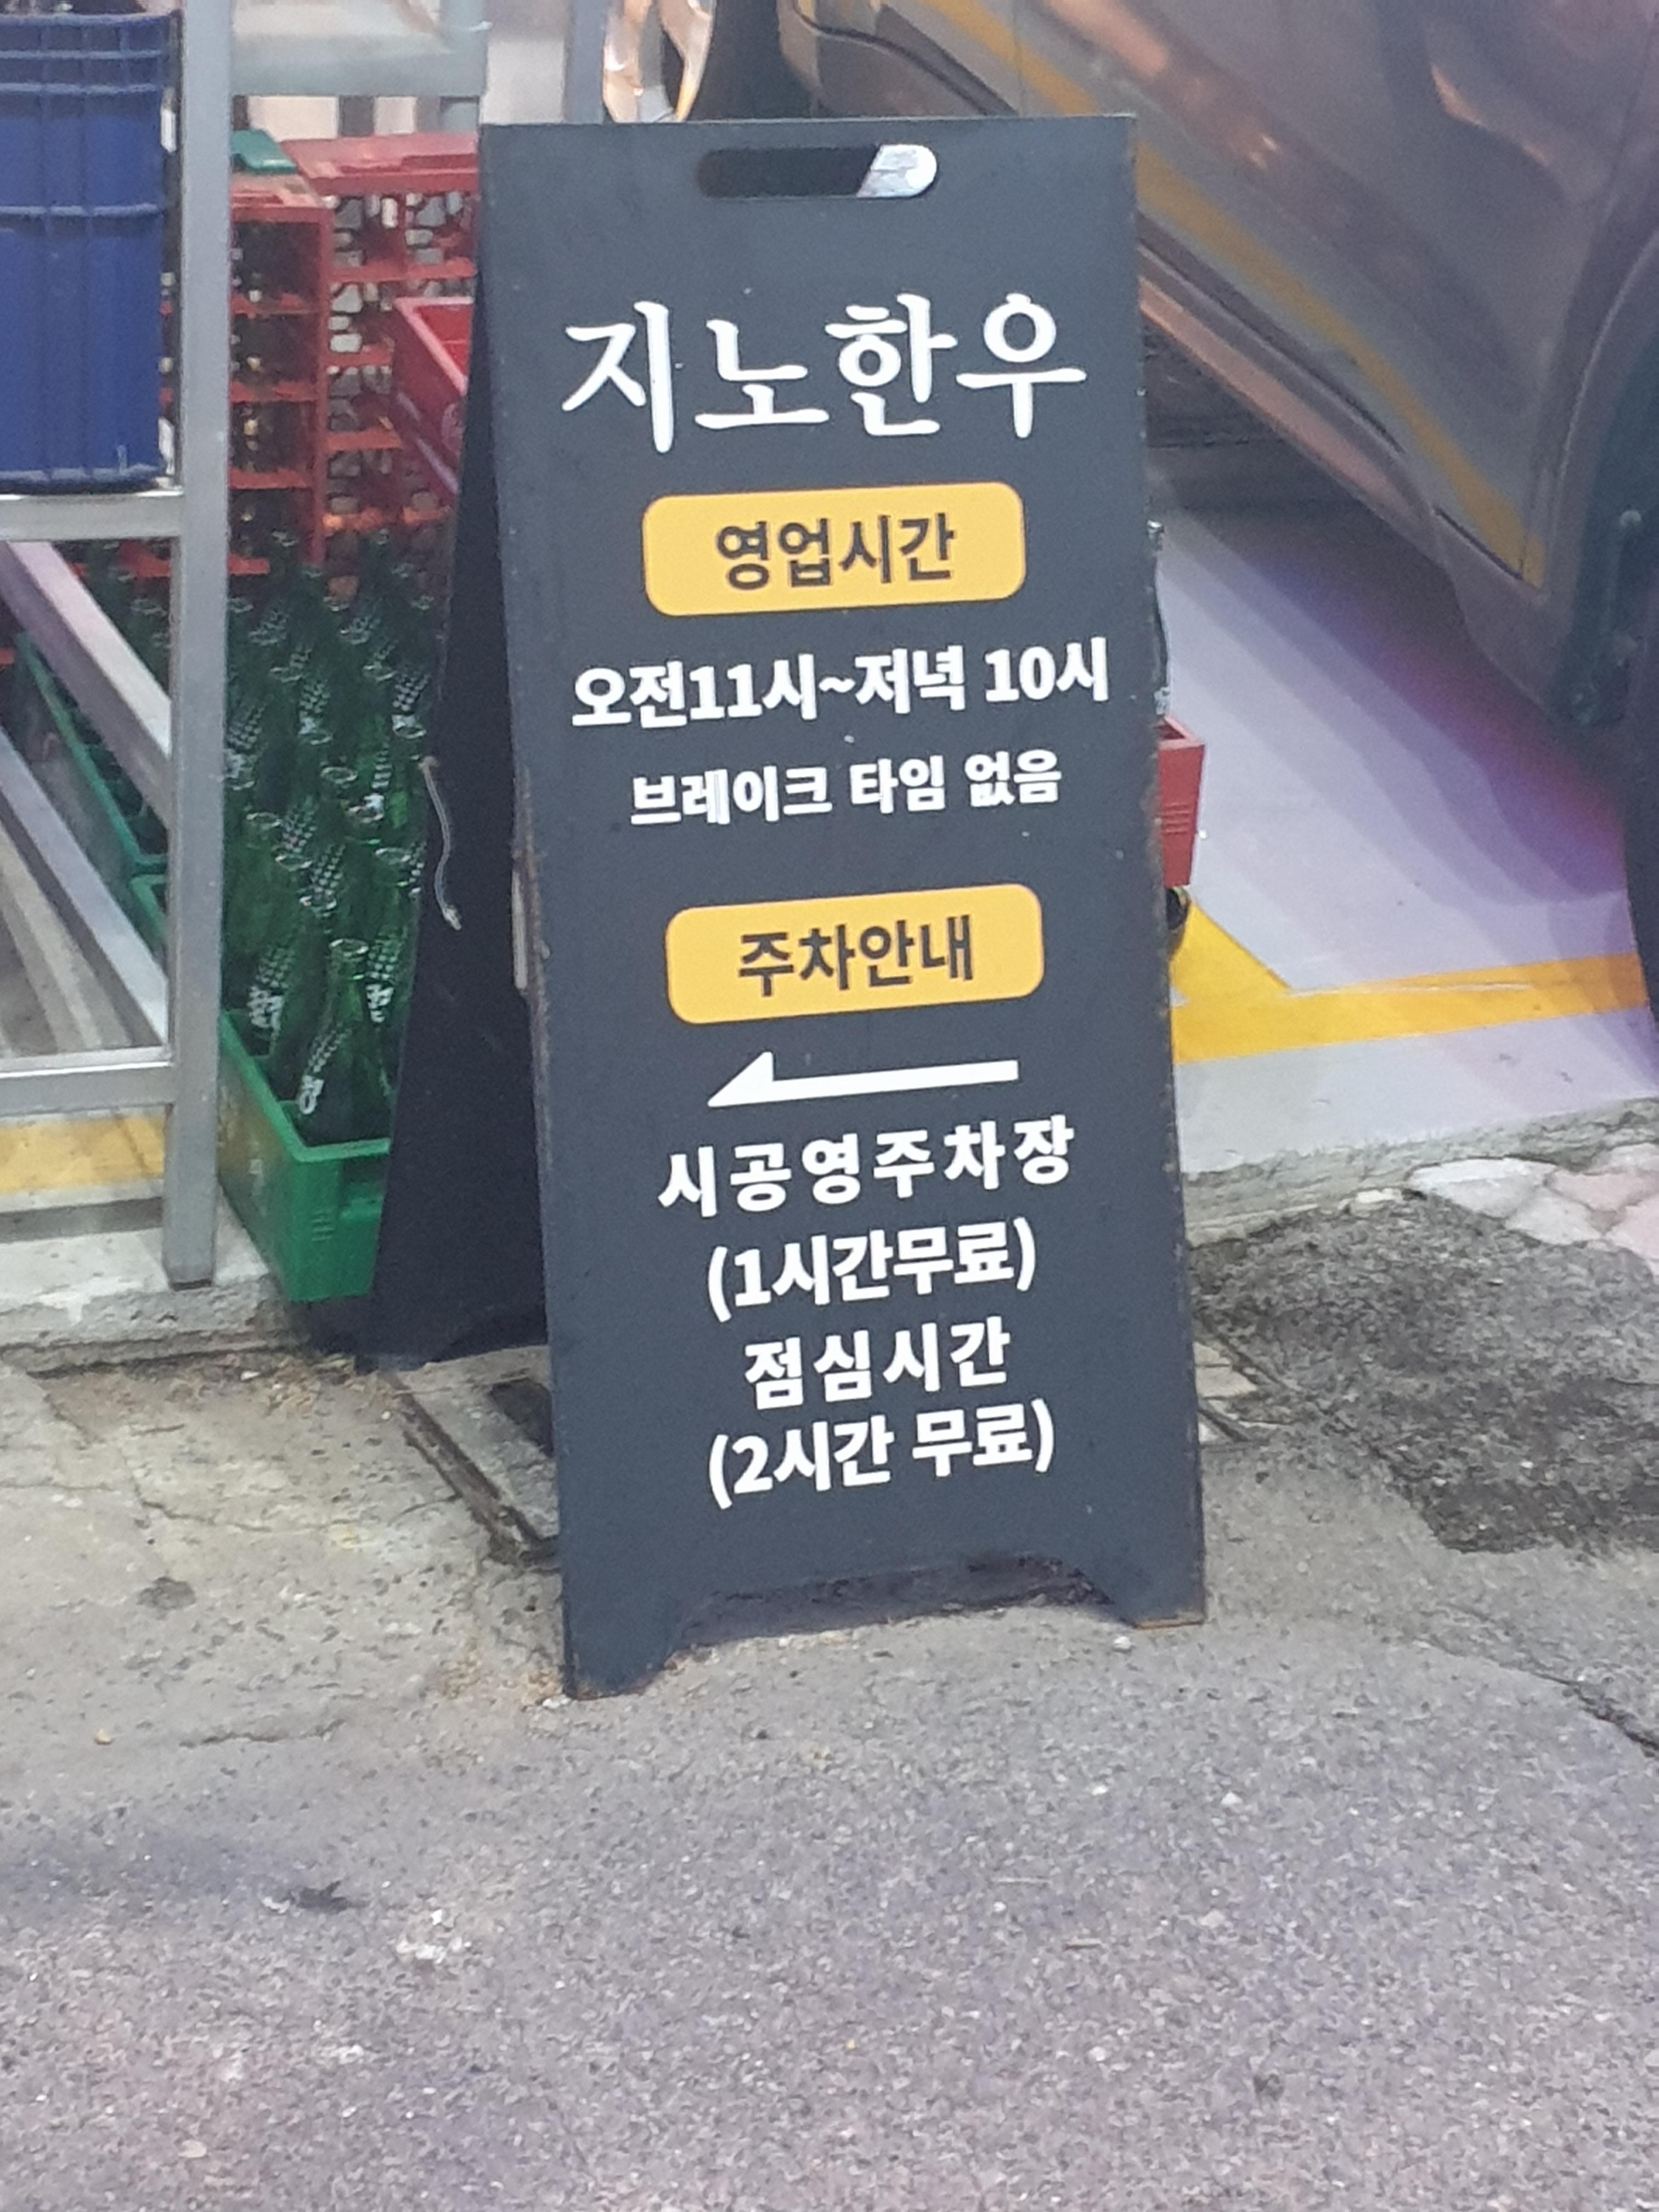 지노한우
영업시간
오전11시~저녁 10시
브레이크 타임 없음
주차안내
시공영주차장
(1시간무료)
점심시간
(2시간 무료)